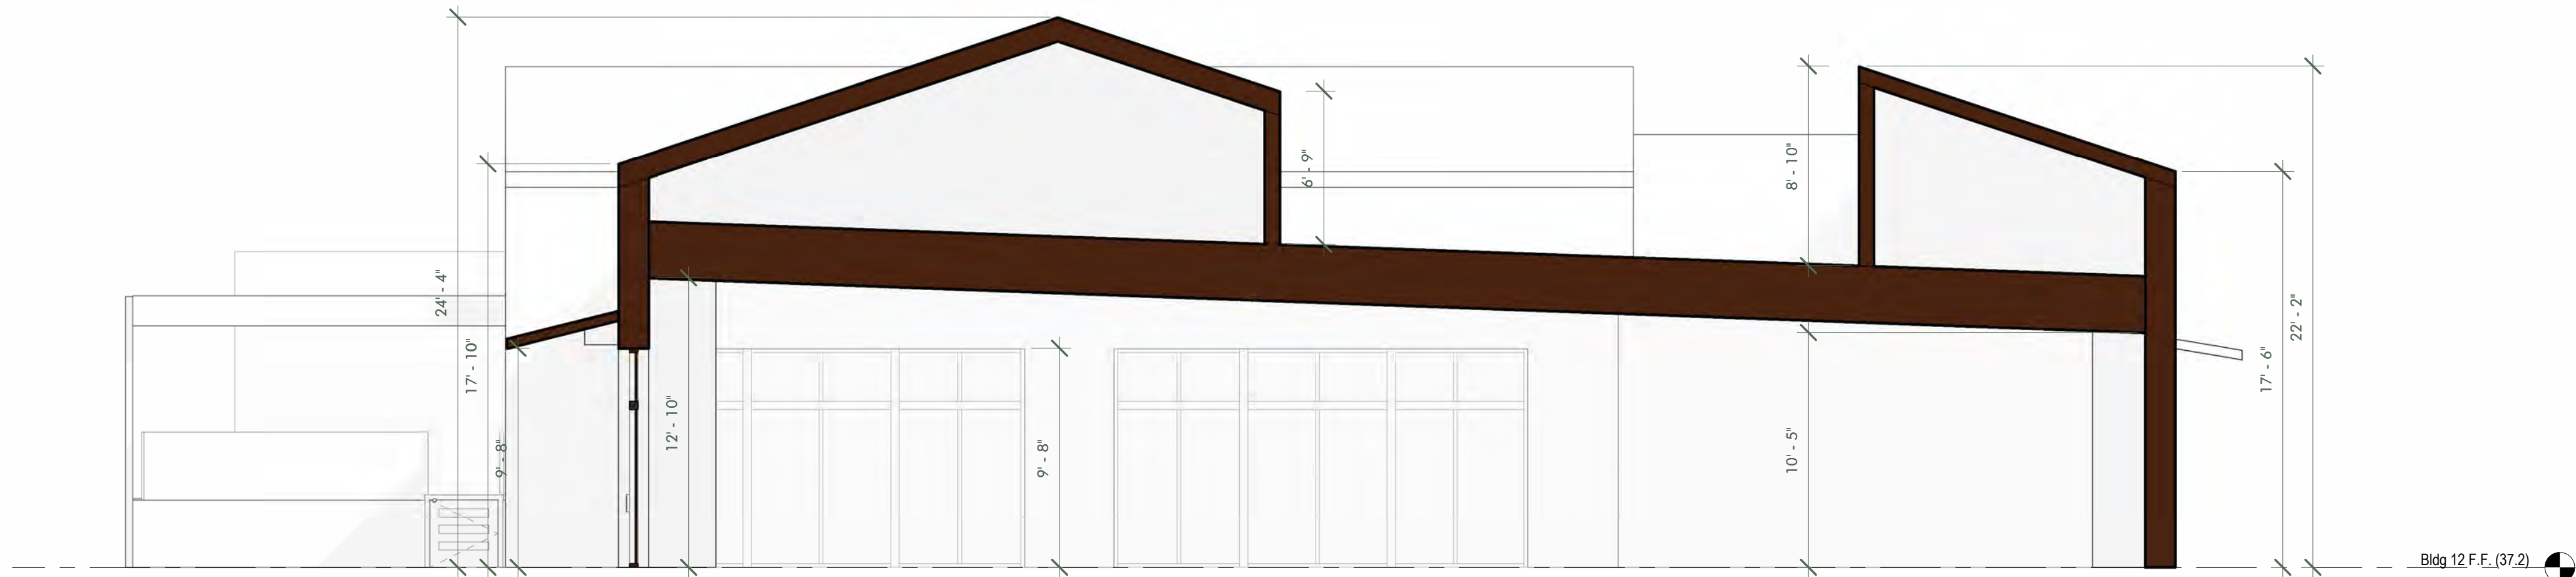 24' - 4"
17' - 10"
9' - 8"
12' - 10"
9' - 8"
6' - 9"
8' - 10"
10' - 5"
17' - 6"
22' - 2"
Bldg 12 F.F. (37.2)